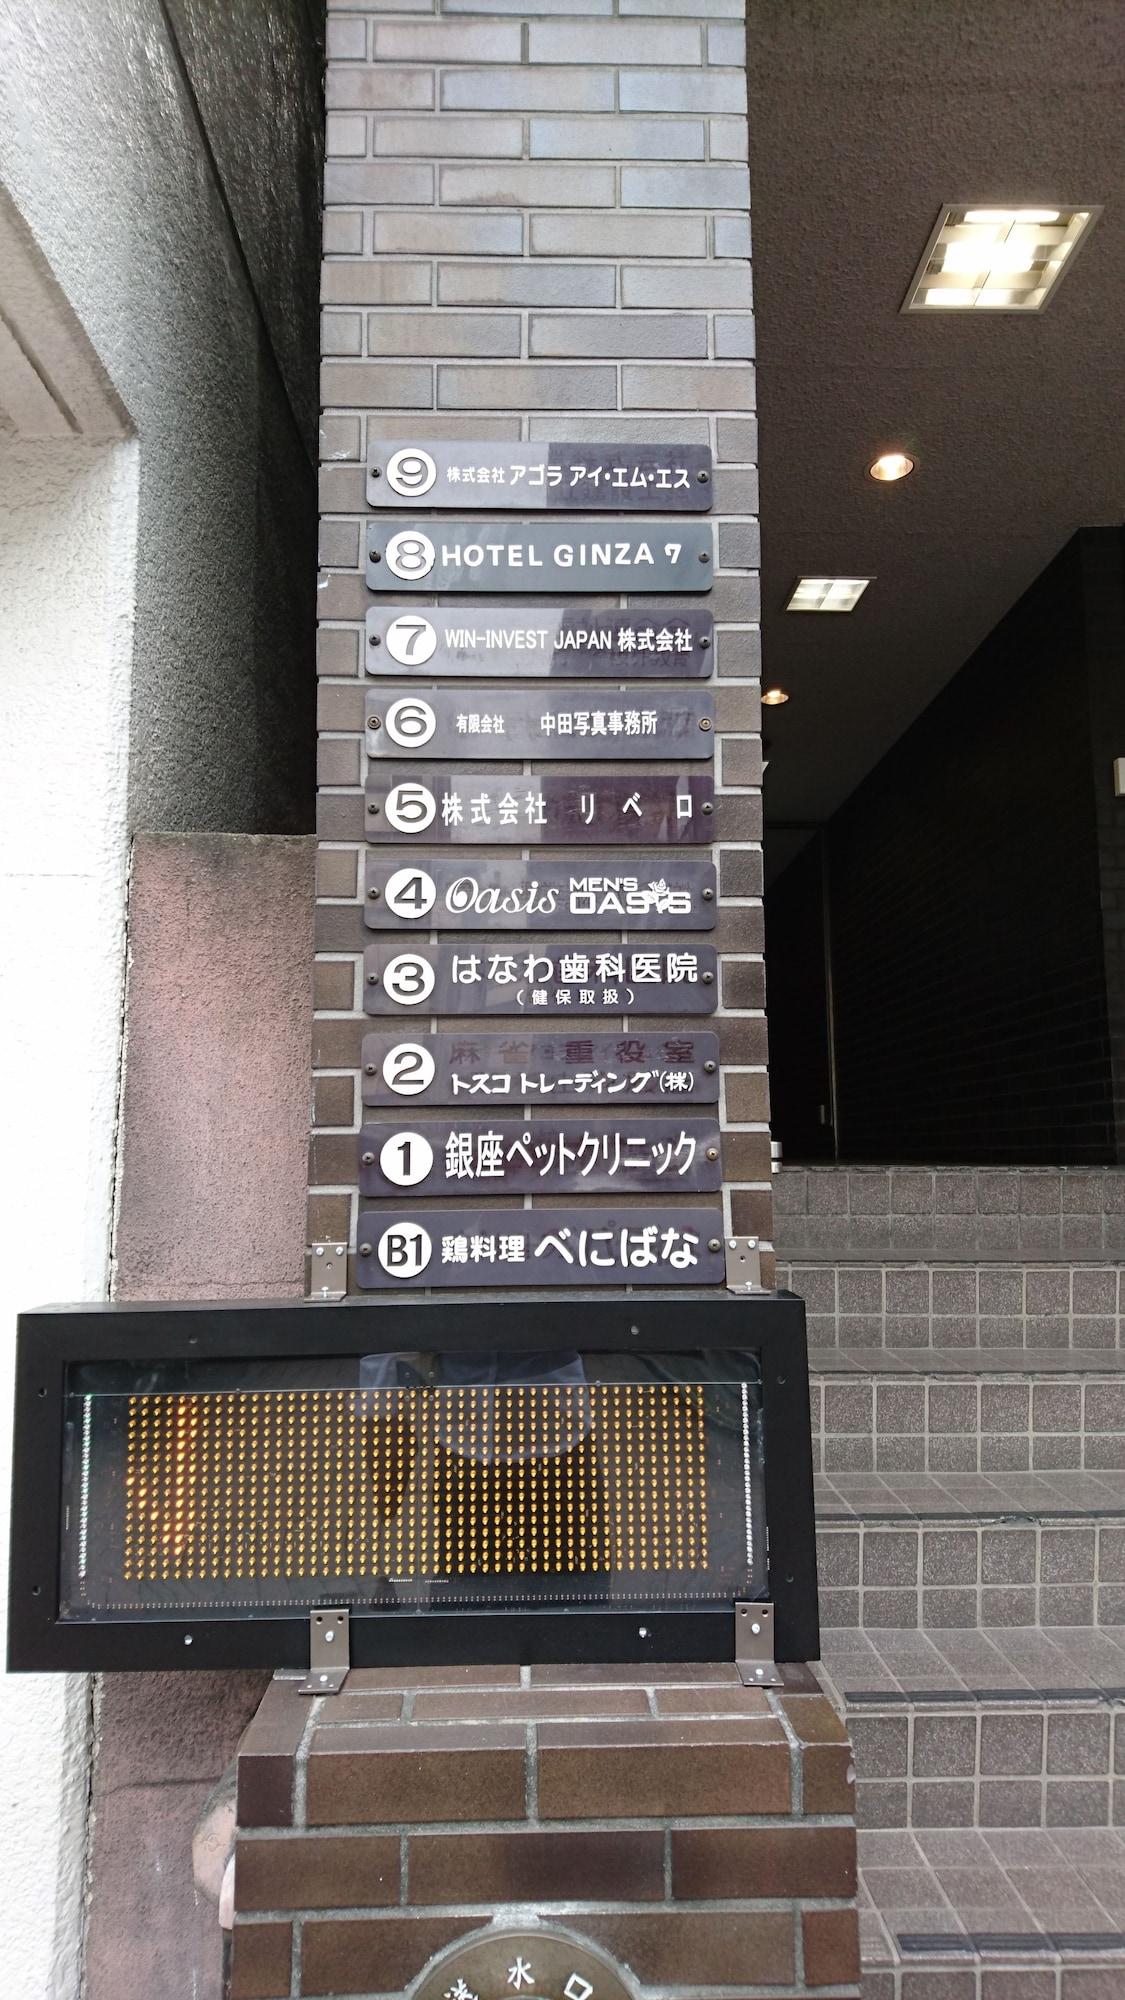 9 株式会社 アゴラ アイ・エム・エス
8 HOTEL GINZA 7
7 WIN-INVEST JAPAN 株式会社
6 有限会社 中田写真事務所
5 株式会社 リベロ
4 Oasis MEN'S OASIS
3 はなわ歯科医院
(健保取扱)
2 麻雀・重役室
トスコトレーディング(株)
1 銀座ペットクリニック
B1 鶏料理 べにばな
水口